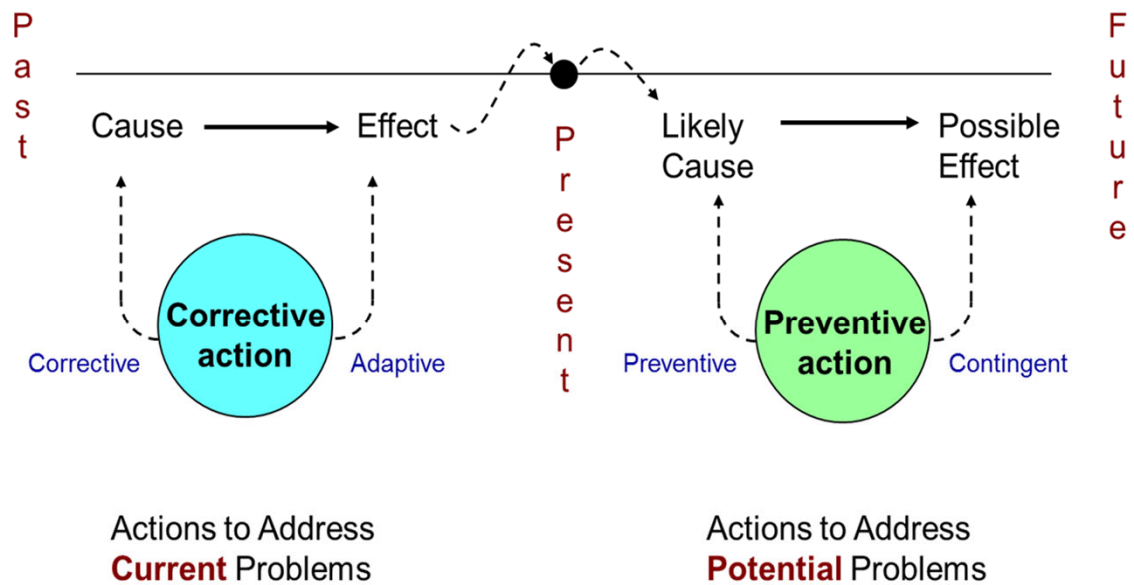 Past
Future
Present
Cause
Effect
Likely
Cause
Possible
Effect
Corrective
action
Corrective
Adaptive
Preventive
action
Preventive
Contingent
Actions to Address
Current Problems
Actions to Address
Potential Problems